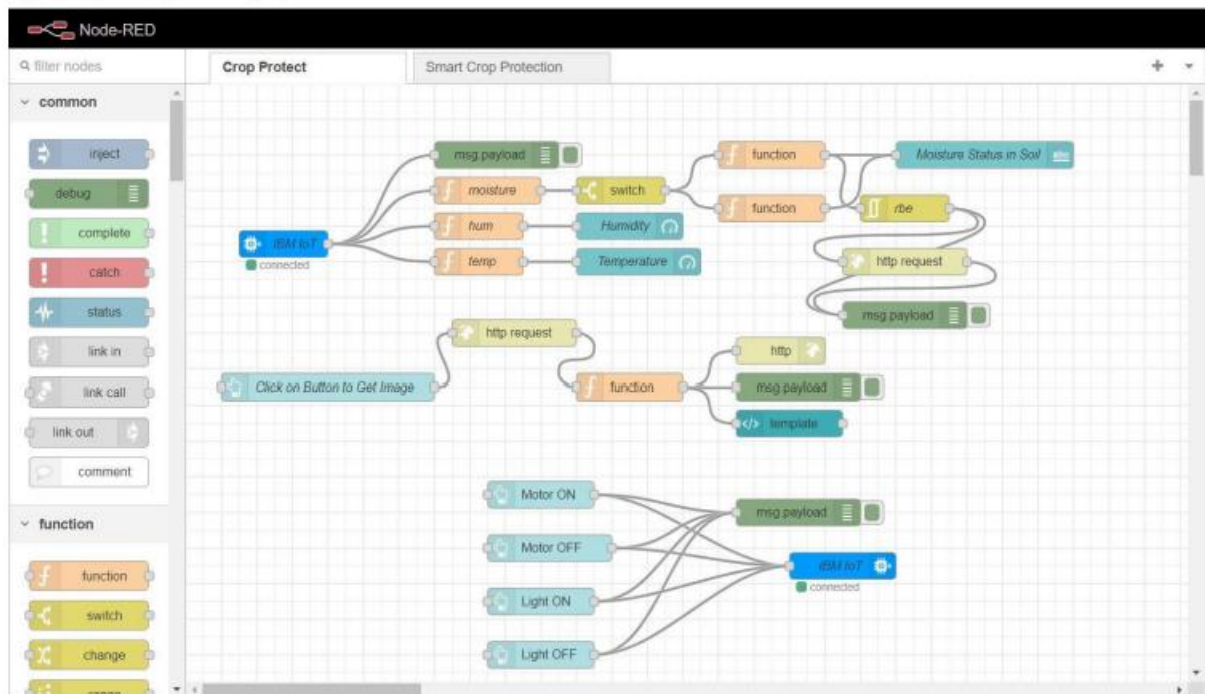 Node-RED
filter nodes
Crop Protect
Smart Crop Protection
common
inject
debug
complete
catch
status
link in
link call
link out
comment
function
function
switch
change
range
msg.payload
moisture
switch
function
function
Moisture Status in Soil
rbe
hum
Humidity
IBM IoT
connected
temp
Temperature
http request
msg.payload
http request
Click on Button to Get Image
function
http
msg.payload
</> template
Motor ON
Motor OFF
Light ON
Light OFF
msg.payload
IBM IoT
connected